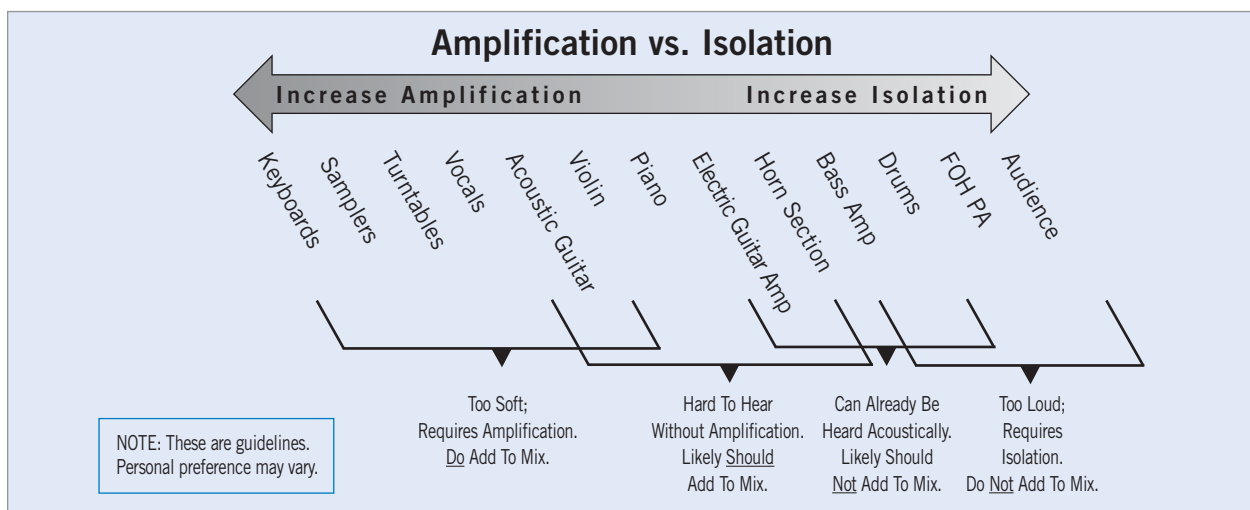 Amplification vs. Isolation
Increase Amplification
Increase Isolation
Keyboards
Samplers
Turntables
Vocals
Acoustic Guitar
Violin
Piano
Electric Guitar Amp
Horn Section
Bass Amp
Drums
FOH PA
Audience
Too Soft;
Requires Amplification.
Do Add To Mix.
Hard To Hear
Without Amplification.
Likely Should
Add To Mix.
Can Already Be
Heard Acoustically.
Likely Should
Not Add To Mix.
Too Loud;
Requires
Isolation.
Do Not Add To Mix.
NOTE: These are guidelines.
Personal preference may vary.